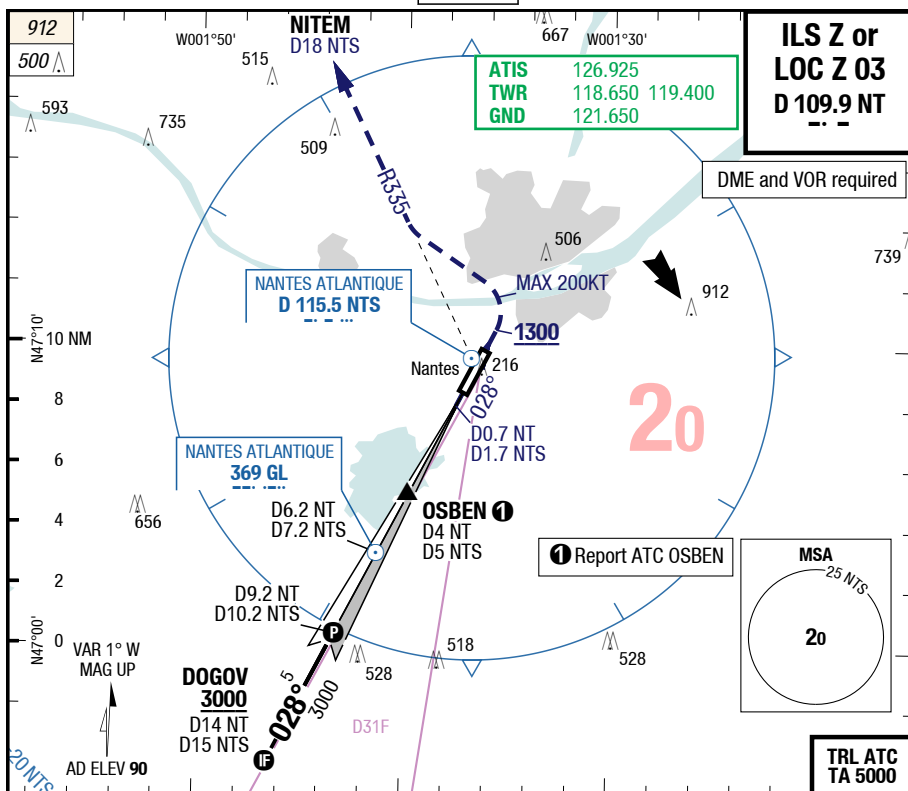 912
500
W001°50'
NITEM
D18 NTS
515
667
W001°30'
ILS Z or
LOC Z 03
D 109.9 NT
ATIS 126.925
TWR 118.650 119.400
GND 121.650
593
735
509
DME and VOR required
R335
506
739
NANTES ATLANTIQUE
D 115.5 NTS
MAX 200KT
912
1300
N47°10'
10 NM
Nantes
216
028°
8
D0.7 NT
D1.7 NTS
20
NANTES ATLANTIQUE
369 GL
6
D6.2 NT
D7.2 NTS
OSBEN 1
D4 NT
D5 NTS
656
4
1 Report ATC OSBEN
MSA
25 NTS
20
2
D9.2 NT
D10.2 NTS
P
N47°00'
0
VAR 1° W
MAG UP
528
518
528
DOGOV
3000
D14 NT
D15 NTS
5
028°
3000
D31F
IF
20 NTS
AD ELEV 90
TRL ATC
TA 5000